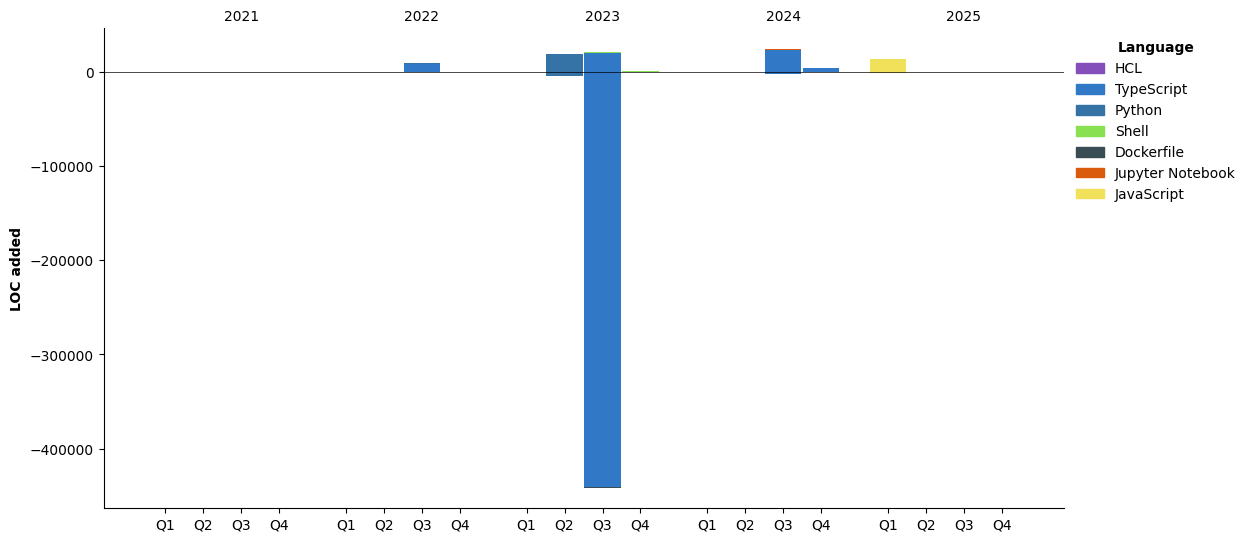 2021 2022 2023 2024 2025
Language
HCL
TypeScript
Python
Shell
Dockerfile
Jupyter Notebook
JavaScript
LOC added
0
−100000
−200000
−300000
−400000
Q1 Q2 Q3 Q4 Q1 Q2 Q3 Q4 Q1 Q2 Q3 Q4 Q1 Q2 Q3 Q4 Q1 Q2 Q3 Q4